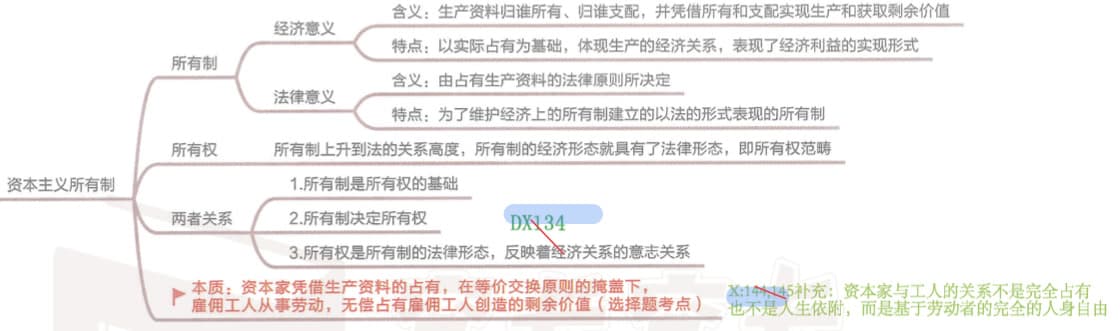 含义：生产资料归谁所有、归谁支配，并凭借所有和支配实现生产和获取剩余价值
经济意义
特点：以实际占有为基础，体现生产的经济关系，表现了经济利益的实现形式
所有制
含义：由占有生产资料的法律原则所决定
法律意义
特点：为了维护经济上的所有制建立的以法的形式表现的所有制
所有权
所有制上升到法的关系高度，所有制的经济形态就具有了法律形态，即所有权范畴
资本主义所有制
1.所有制是所有权的基础
两者关系
2.所有制决定所有权
DX134
3.所有权是所有制的法律形态，反映着经济关系的意志关系
本质：资本家凭借生产资料的占有，在等价交换原则的掩盖下，
雇佣工人从事劳动，无偿占有雇佣工人创造的剩余价值（选择题考点）
X:144,145补充：资本家与工人的关系不是完全占有
也不是人生依附，而是基于劳动者的完全的人身自由